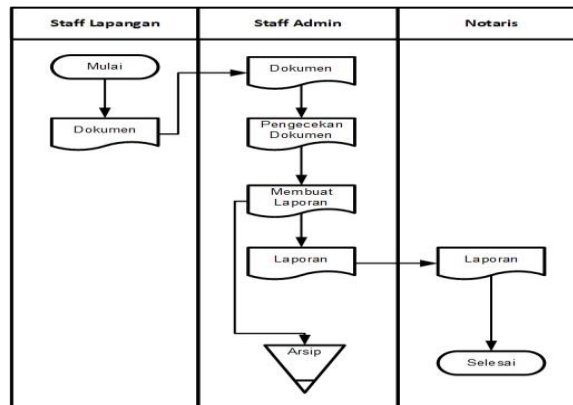 Staff Lapangan
Staff Admin
Notaris
Mulai
Dokumen
Dokumen
Pengecekan
Dokumen
Membuat
Laporan
Laporan
Arsip
Laporan
Selesai